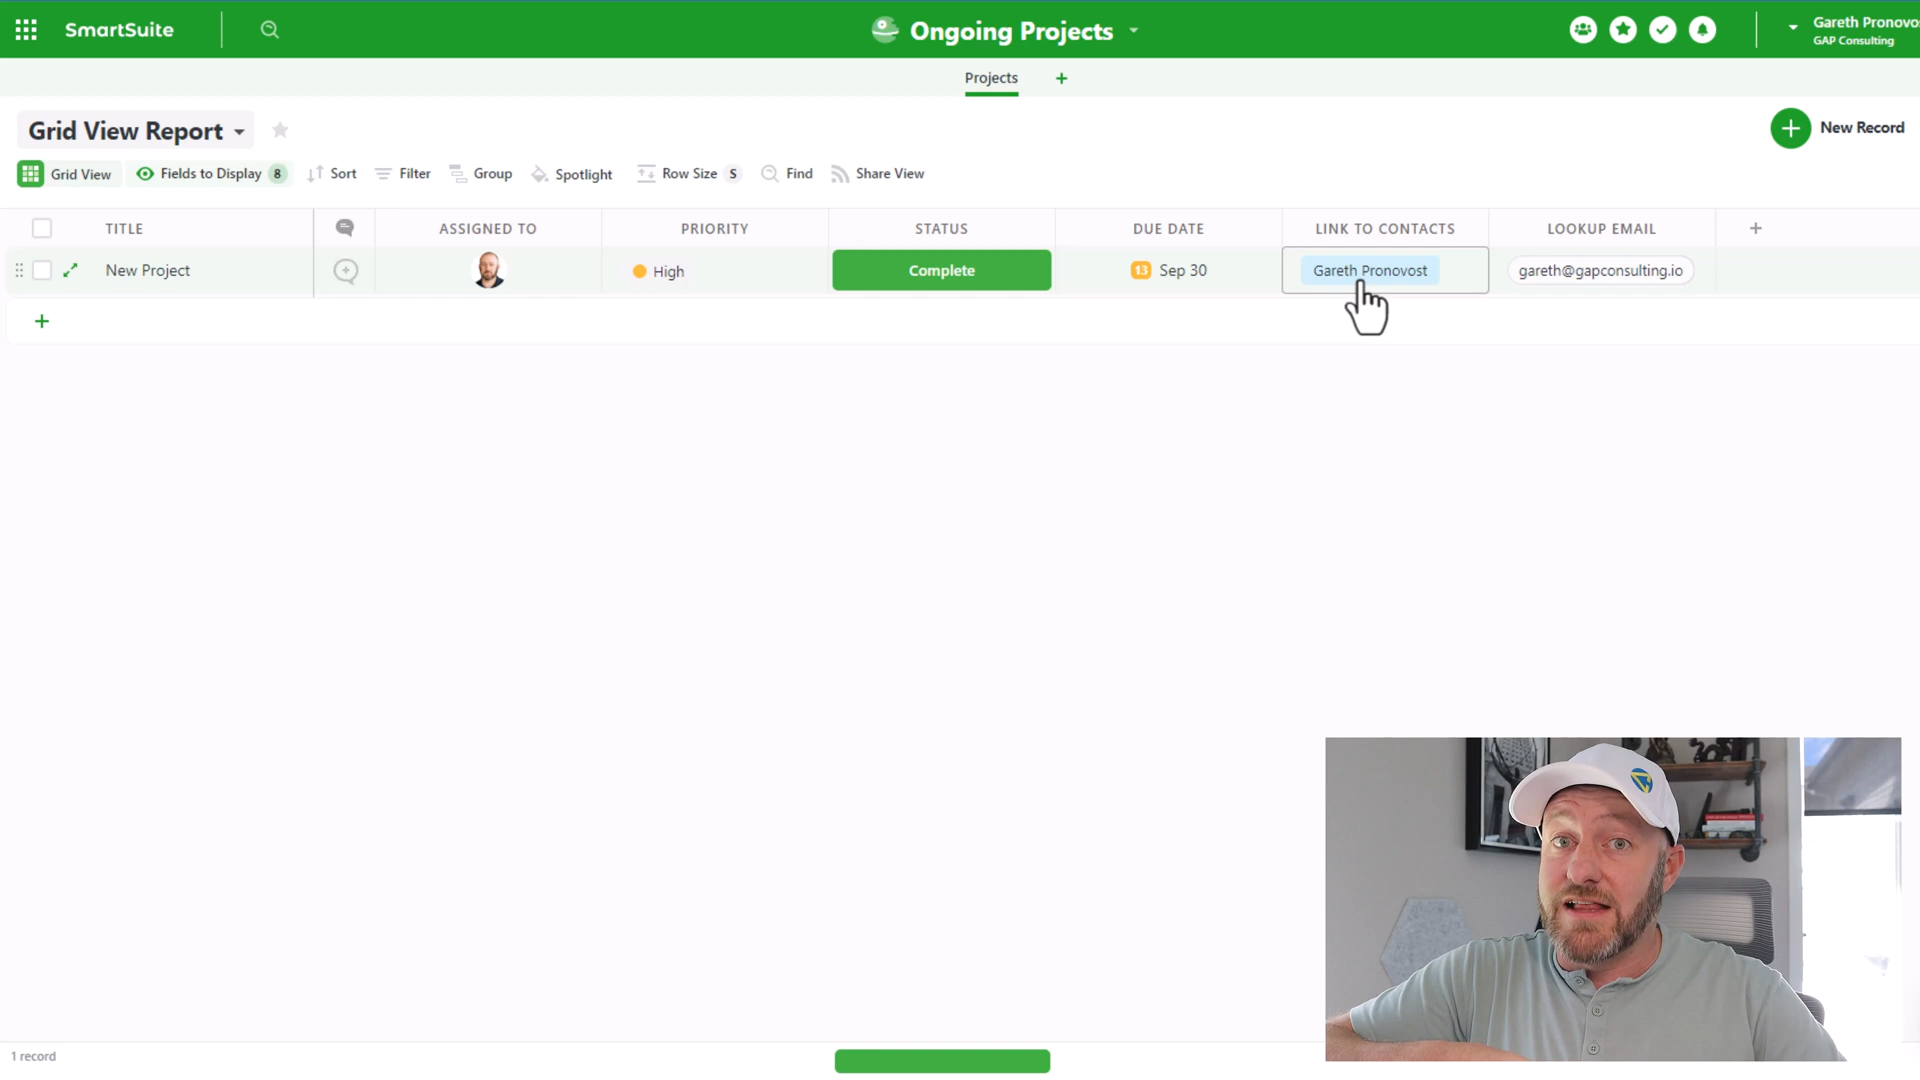 SmartSuite
Ongoing Projects
Gareth Pronovo
GAP Consulting
Projects +
Grid View Report
New Record
Grid View Fields to Display 8 Sort Filter Group Spotlight Row Size S Find Share View
TITLE ASSIGNED TO PRIORITY STATUS DUE DATE LINK TO CONTACTS LOOKUP EMAIL +
New Project High Complete 13 Sep 30 Gareth Pronovost gareth@gapconsulting.io
+
1 record